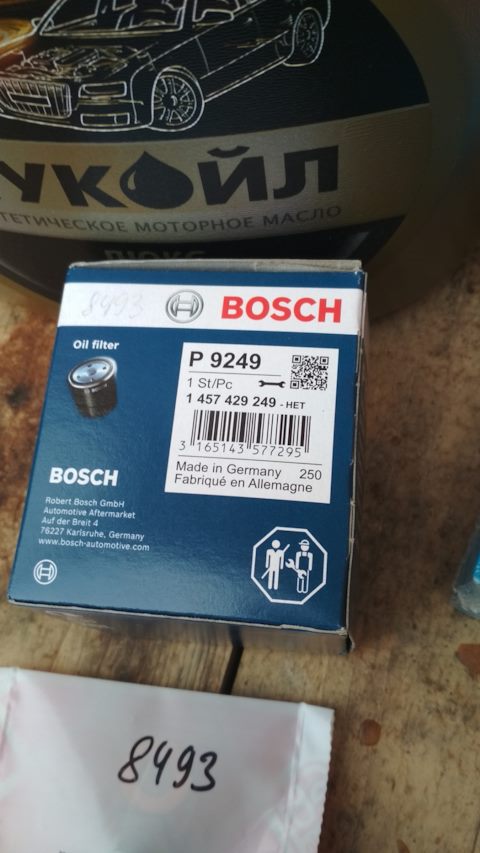 УКОЙЛ
ТЕТИЧЕСКОЕ МОТОРНОЕ МАСЛО
ЛЮКС
8493
BOSCH
Oil filter
P 9249
1 St/Pc
1 457 429 249 - HET
3 165143 577295
Made in Germany 250
Fabriqué en Allemagne
BOSCH
Robert Bosch GmbH
Automotive Aftermarket
Auf der Breit 4
76227 Karlsruhe, Germany
www.bosch-automotive.com
8493